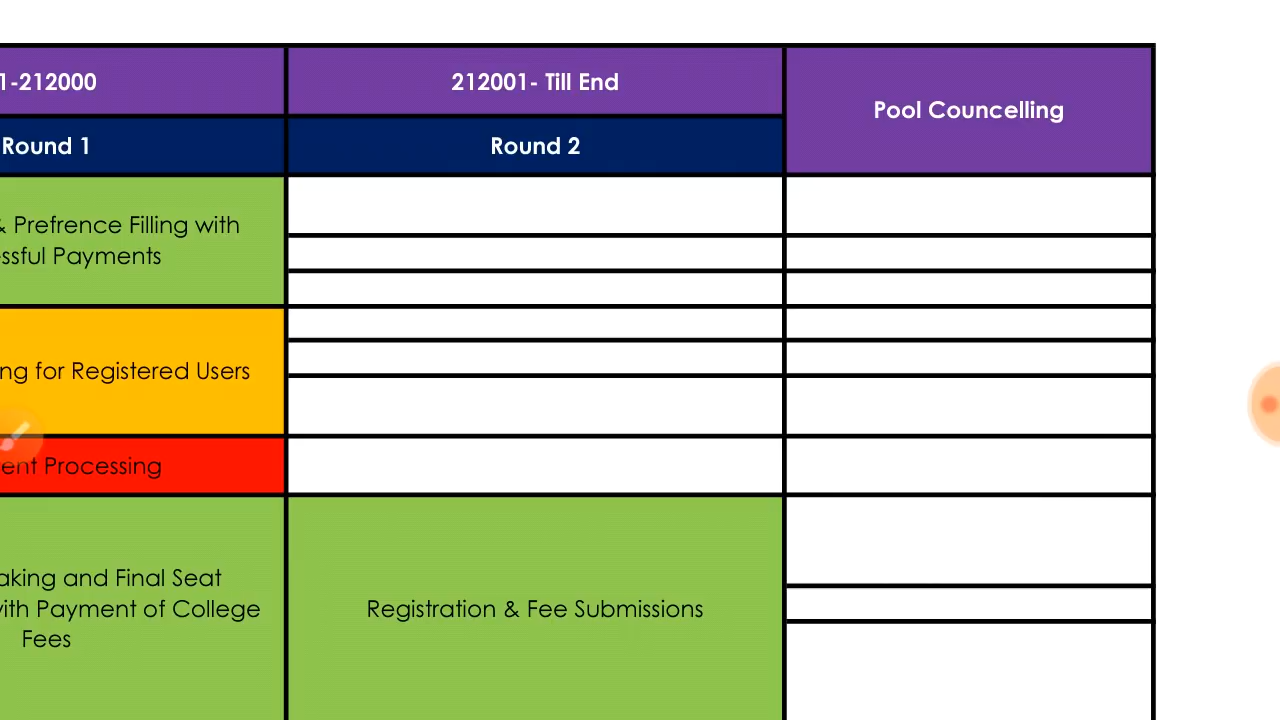 1-212000
212001- Till End
Pool Councelling
Round 1
Round 2
& Prefrence Filling with
ssful Payments
ng for Registered Users
ent Processing
aking and Final Seat
with Payment of College
Fees
Registration & Fee Submissions